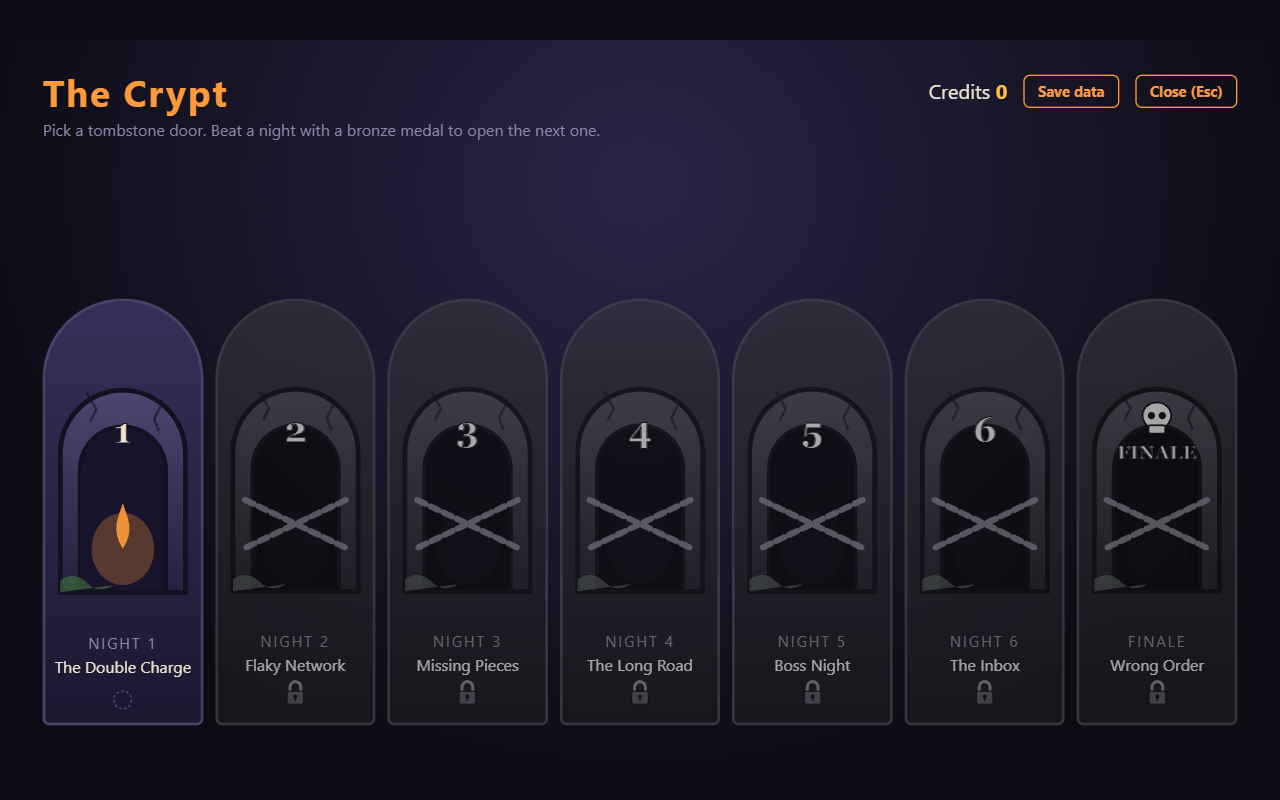 The Crypt
Credits 0
Save data
Close (Esc)
Pick a tombstone door. Beat a night with a bronze medal to open the next one.
1
NIGHT 1
The Double Charge
2
NIGHT 2
Flaky Network
3
NIGHT 3
Missing Pieces
4
NIGHT 4
The Long Road
5
NIGHT 5
Boss Night
6
NIGHT 6
The Inbox
FINALE
FINALE
Wrong Order